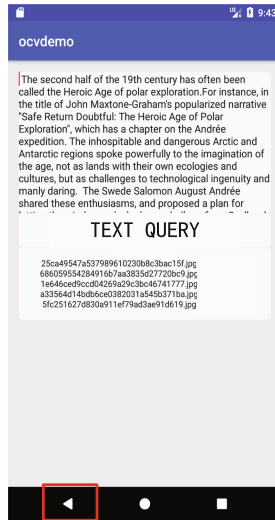 LTE 9:43
ocvdemo
The second half of the 19th century has often been
called the Heroic Age of polar exploration.For instance, in
the title of John Maxtone-Graham's popularized narrative
"Safe Return Doubtful: The Heroic Age of Polar
Exploration", which has a chapter on the Andrée
expedition. The inhospitable and dangerous Arctic and
Antarctic regions spoke powerfully to the imagination of
the age, not as lands with their own ecologies and
cultures, but as challenges to technological ingenuity and
manly daring. The Swede Salomon August Andrée
shared these enthusiasms, and proposed a plan for
TEXT QUERY
25ca49547a537989610230b8c3bac15f.jpg
686059554284916b7aa3835d27720bc9.jpg
1e646ced9ccd04269a29c3bc46741777.jpg
a33564d14bdb6ce0382031a545b371ba.jpg
5fc251627d830a911ef79ad3ae91d619.jpg